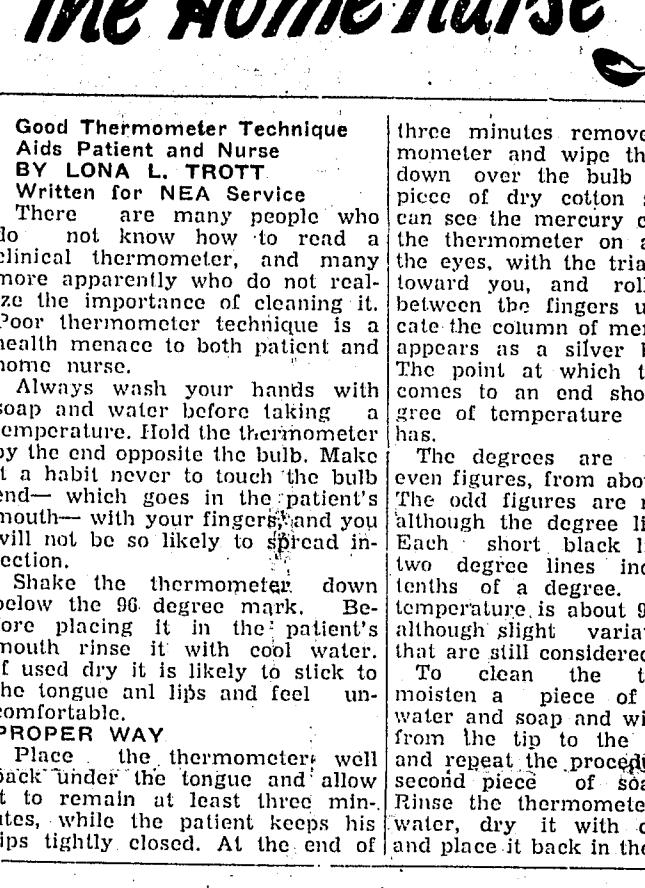 The Home Nurse
Good Thermometer Technique
Aids Patient and Nurse
BY LONA L. TROTT
Written for NEA Service
There are many people who
do not know how to read a
clinical thermometer, and many
more apparently who do not real-
ize the importance of cleaning it.
Poor thermometer technique is a
health menace to both patient and
home nurse.
Always wash your hands with
soap and water before taking a
temperature. Hold the thermometer
by the end opposite the bulb. Make
it a habit never to touch the bulb
end— which goes in the patient's
mouth— with your fingers, and you
will not be so likely to spread in-
fection.
Shake the thermometer down
below the 96 degree mark. Be-
fore placing it in the patient's
mouth rinse it with cool water.
If used dry it is likely to stick to
the tongue anl lips and feel un-
comfortable.
PROPER WAY
Place the thermometer well
back under the tongue and allow
it to remain at least three min-
utes, while the patient keeps his
lips tightly closed. At the end of
three minutes remove
mometer and wipe th
down over the bulb
piece of dry cotton
can see the mercury c
the thermometer on a
the eyes, with the tria
toward you, and rol
between the fingers u
cate the column of mer
appears as a silver
The point at which t
comes to an end sho
gree of temperature
has.
The degrees are
even figures, from abo
The odd figures are
although the degree li
Each short black l
two degree lines in
tenths of a degree.
temperature is about 9
although slight varia
that are still considered
To clean the t
moisten a piece of
water and soap and wi
from the tip to the
and repeat the procedu
second piece of soa
Rinse the thermomete
water, dry it with c
and place it back in the